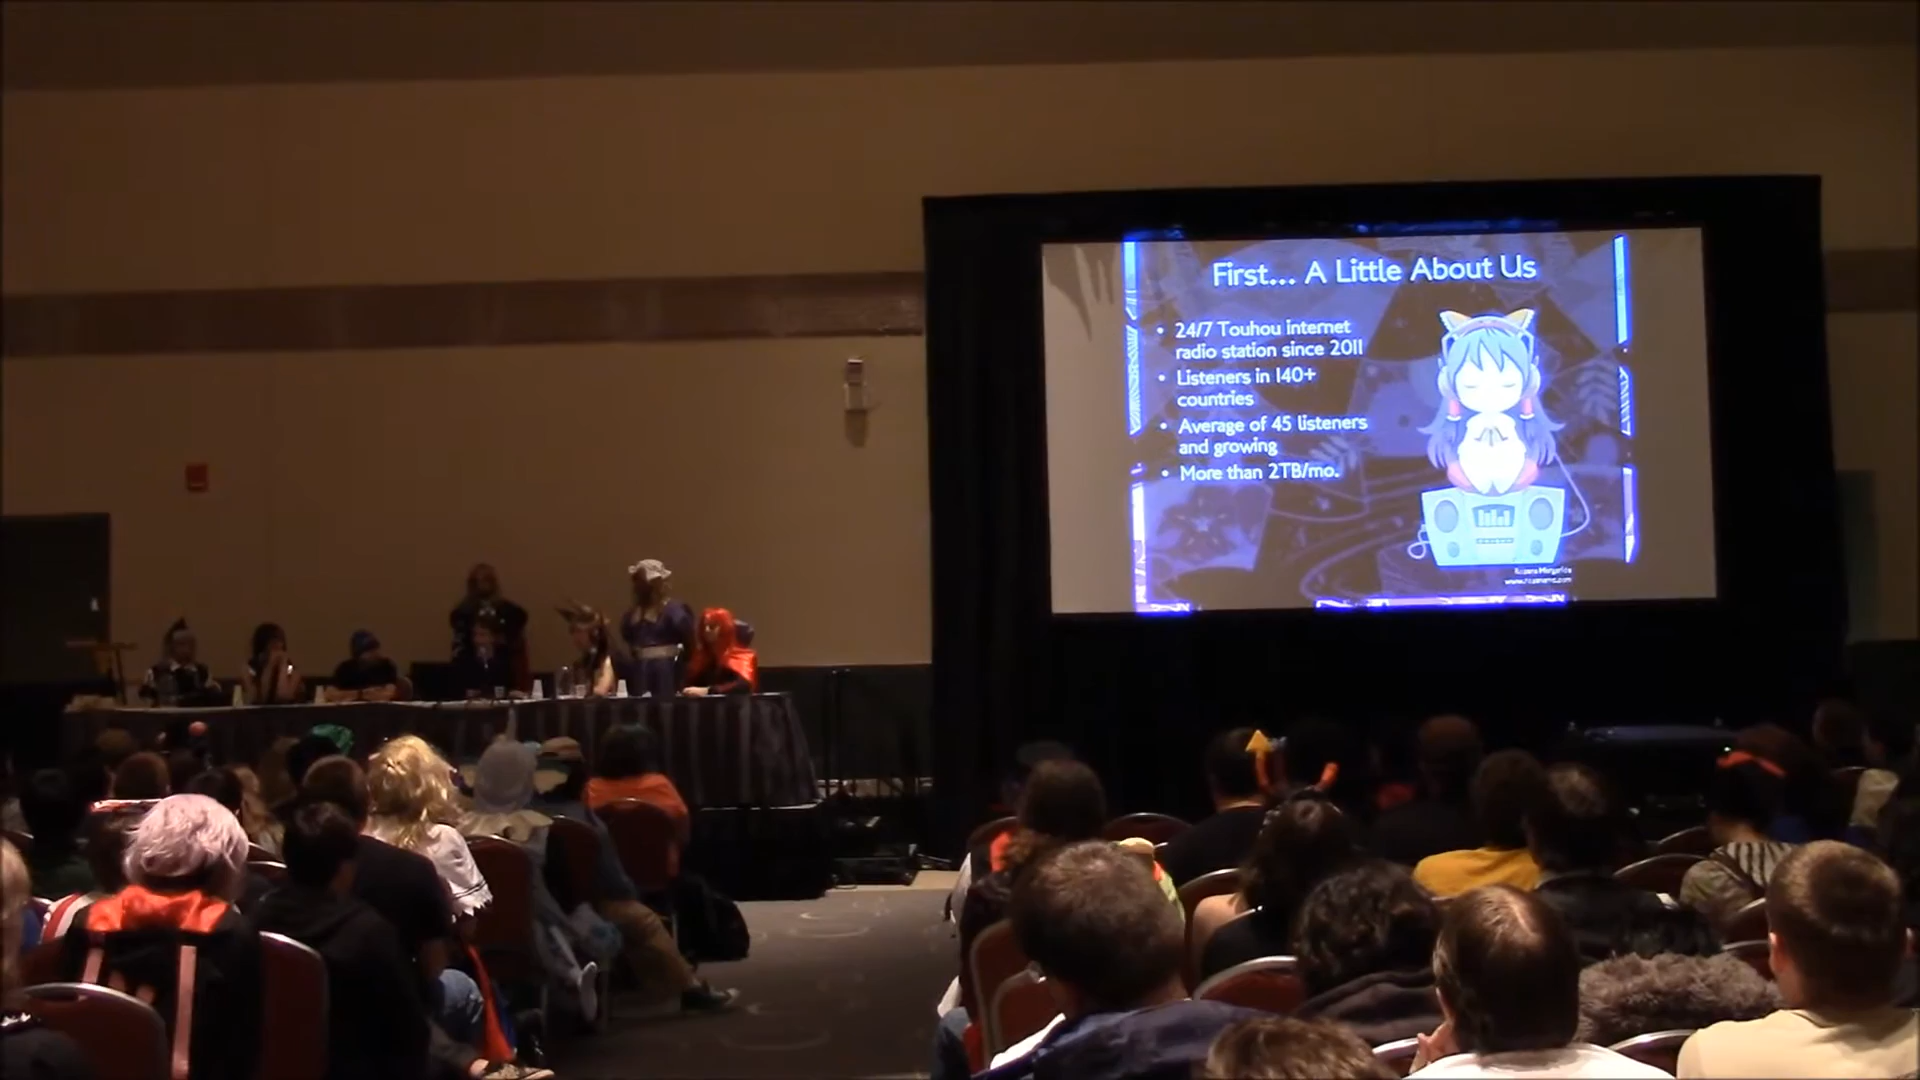 First... A Little About Us
• 24/7 Touhou internet
radio station since 2011
• Listeners in 140+
countries
• Average of 45 listeners
and growing
• More than 2TB/mo.